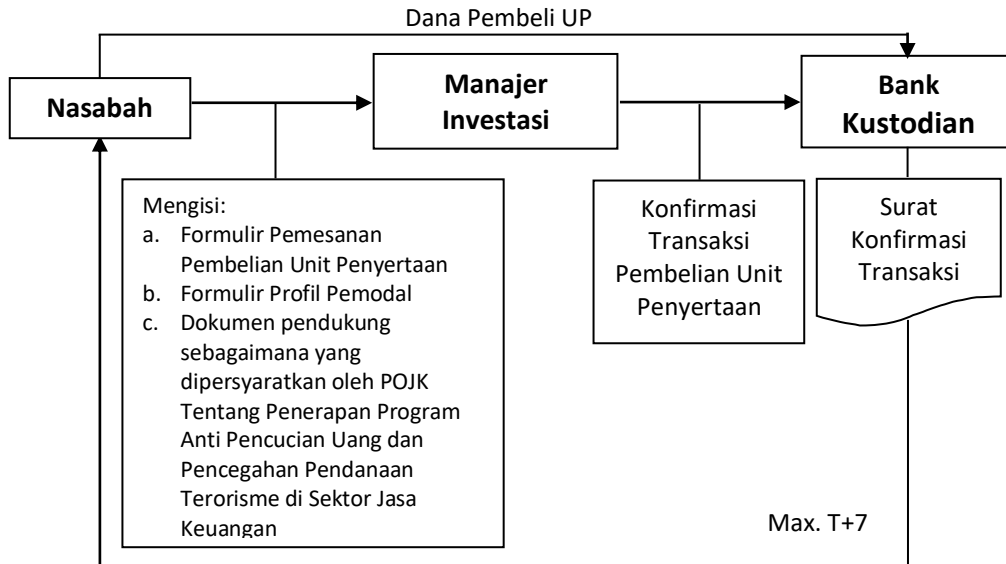 Dana Pembeli UP
Nasabah
Manajer
Investasi
Bank
Kustodian
Mengisi:
a. Formulir Pemesanan
Pembelian Unit Penyertaan
b. Formulir Profil Pemodal
c. Dokumen pendukung
sebagaimana yang
dipersyaratkan oleh POJK
Tentang Penerapan Program
Anti Pencucian Uang dan
Pencegahan Pendanaan
Terorisme di Sektor Jasa
Keuangan
Konfirmasi
Transaksi
Pembelian Unit
Penyertaan
Surat
Konfirmasi
Transaksi
Max. T+7